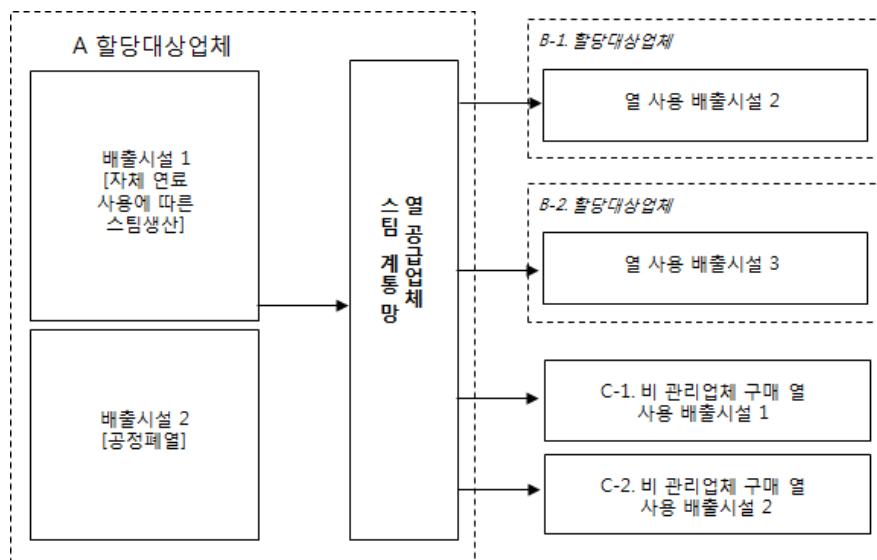 A 할당대상업체
배출시설 1
[자체 연료
사용에 따른
스팀생산]
배출시설 2
[공정폐열]
열 공급업체
스팀 계통망
B-1. 할당대상업체
열 사용 배출시설 2
B-2. 할당대상업체
열 사용 배출시설 3
C-1. 비 관리업체 구매 열
사용 배출시설 1
C-2. 비 관리업체 구매 열
사용 배출시설 2